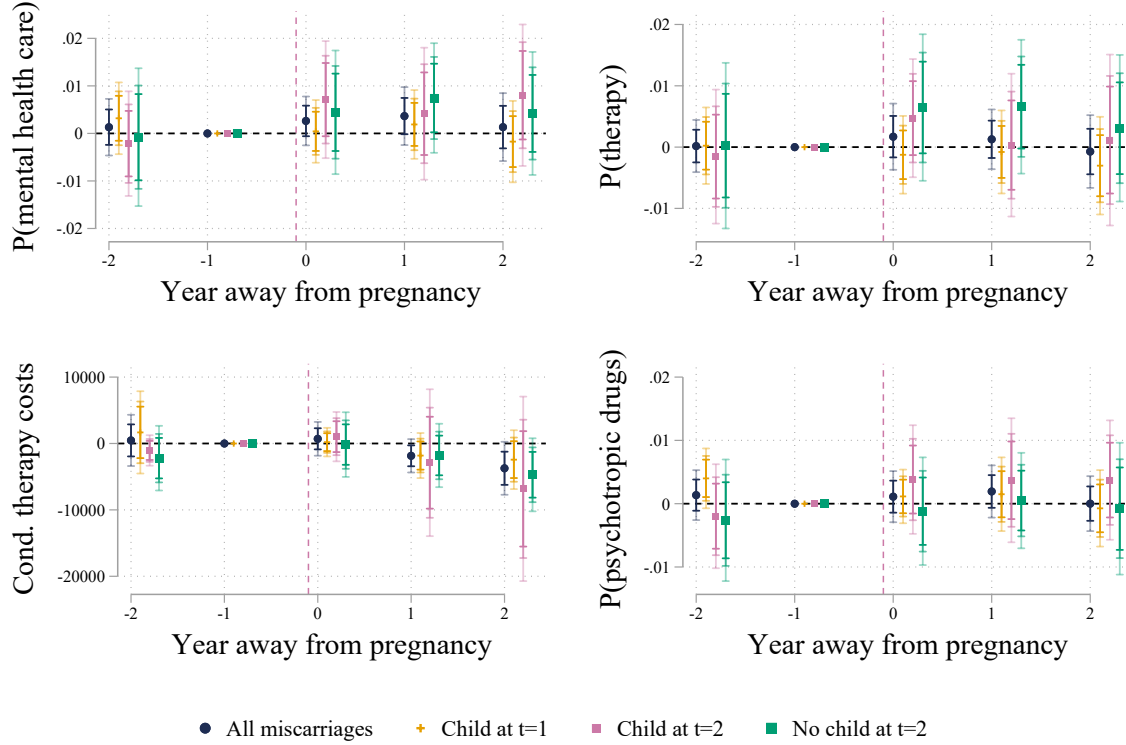 P(mental health care)
.02
.01
0
-.01
-.02
-2 -1 0 1 2
Year away from pregnancy
P(therapy)
.02
.01
0
-.01
-2 -1 0 1 2
Year away from pregnancy
Cond. therapy costs
10000
0
-10000
-20000
-2 -1 0 1 2
Year away from pregnancy
P(psychotropic drugs)
.02
.01
0
-.01
-2 -1 0 1 2
Year away from pregnancy
All miscarriages Child at t=1 Child at t=2 No child at t=2